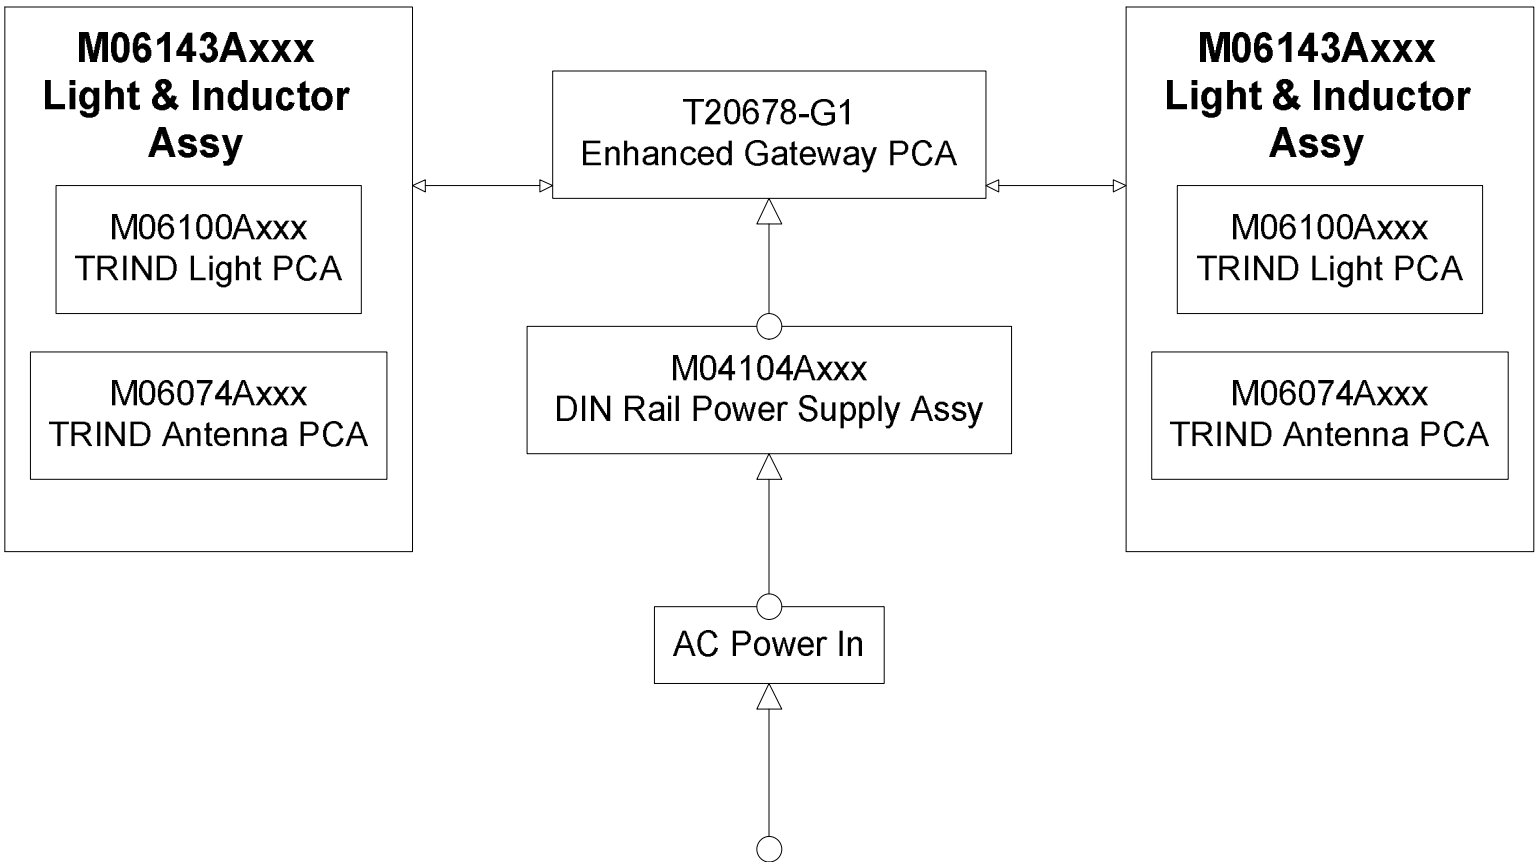 M06143Axxx
Light & Inductor
Assy
M06100Axxx
TRIND Light PCA
M06074Axxx
TRIND Antenna PCA
T20678-G1
Enhanced Gateway PCA
M04104Axxx
DIN Rail Power Supply Assy
AC Power In
M06143Axxx
Light & Inductor
Assy
M06100Axxx
TRIND Light PCA
M06074Axxx
TRIND Antenna PCA